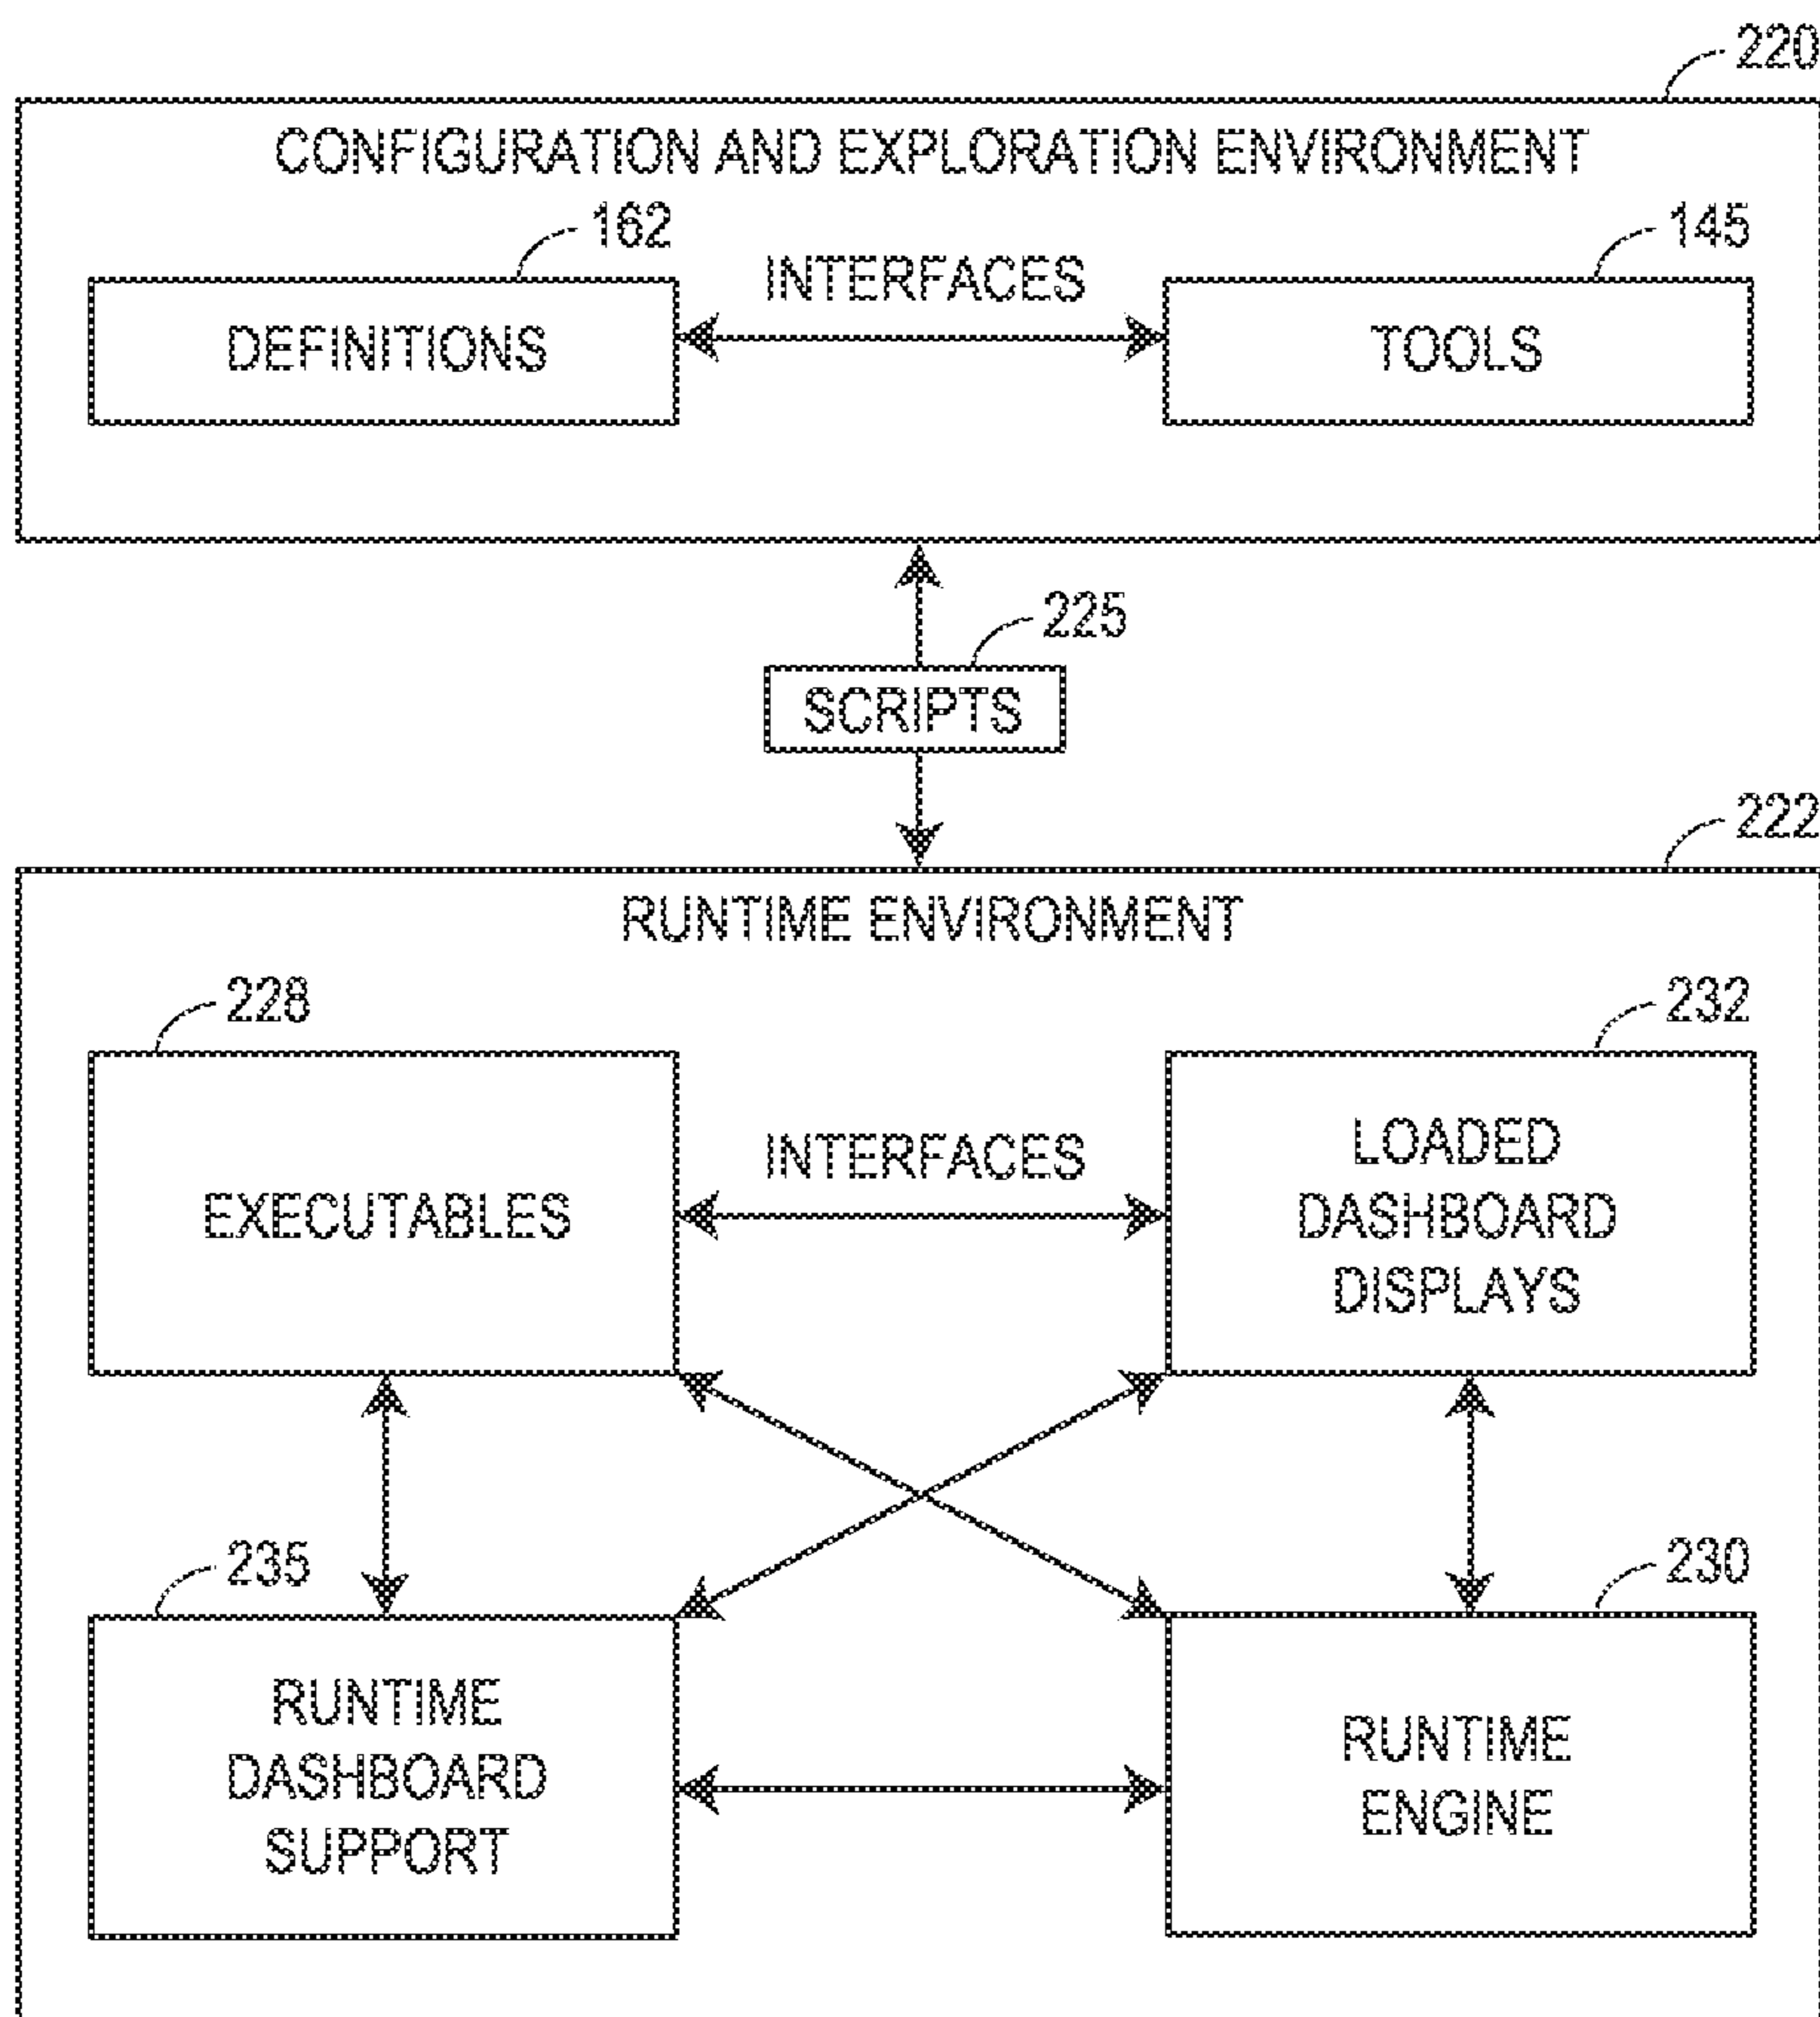 220
CONFIGURATION AND EXPLORATION ENVIRONMENT
162
145
INTERFACES
DEFINITIONS
TOOLS
225
SCRIPTS
222
RUNTIME ENVIRONMENT
228
232
INTERFACES
EXECUTABLES
LOADED
DASHBOARD
DISPLAYS
235
230
RUNTIME
DASHBOARD
SUPPORT
RUNTIME
ENGINE